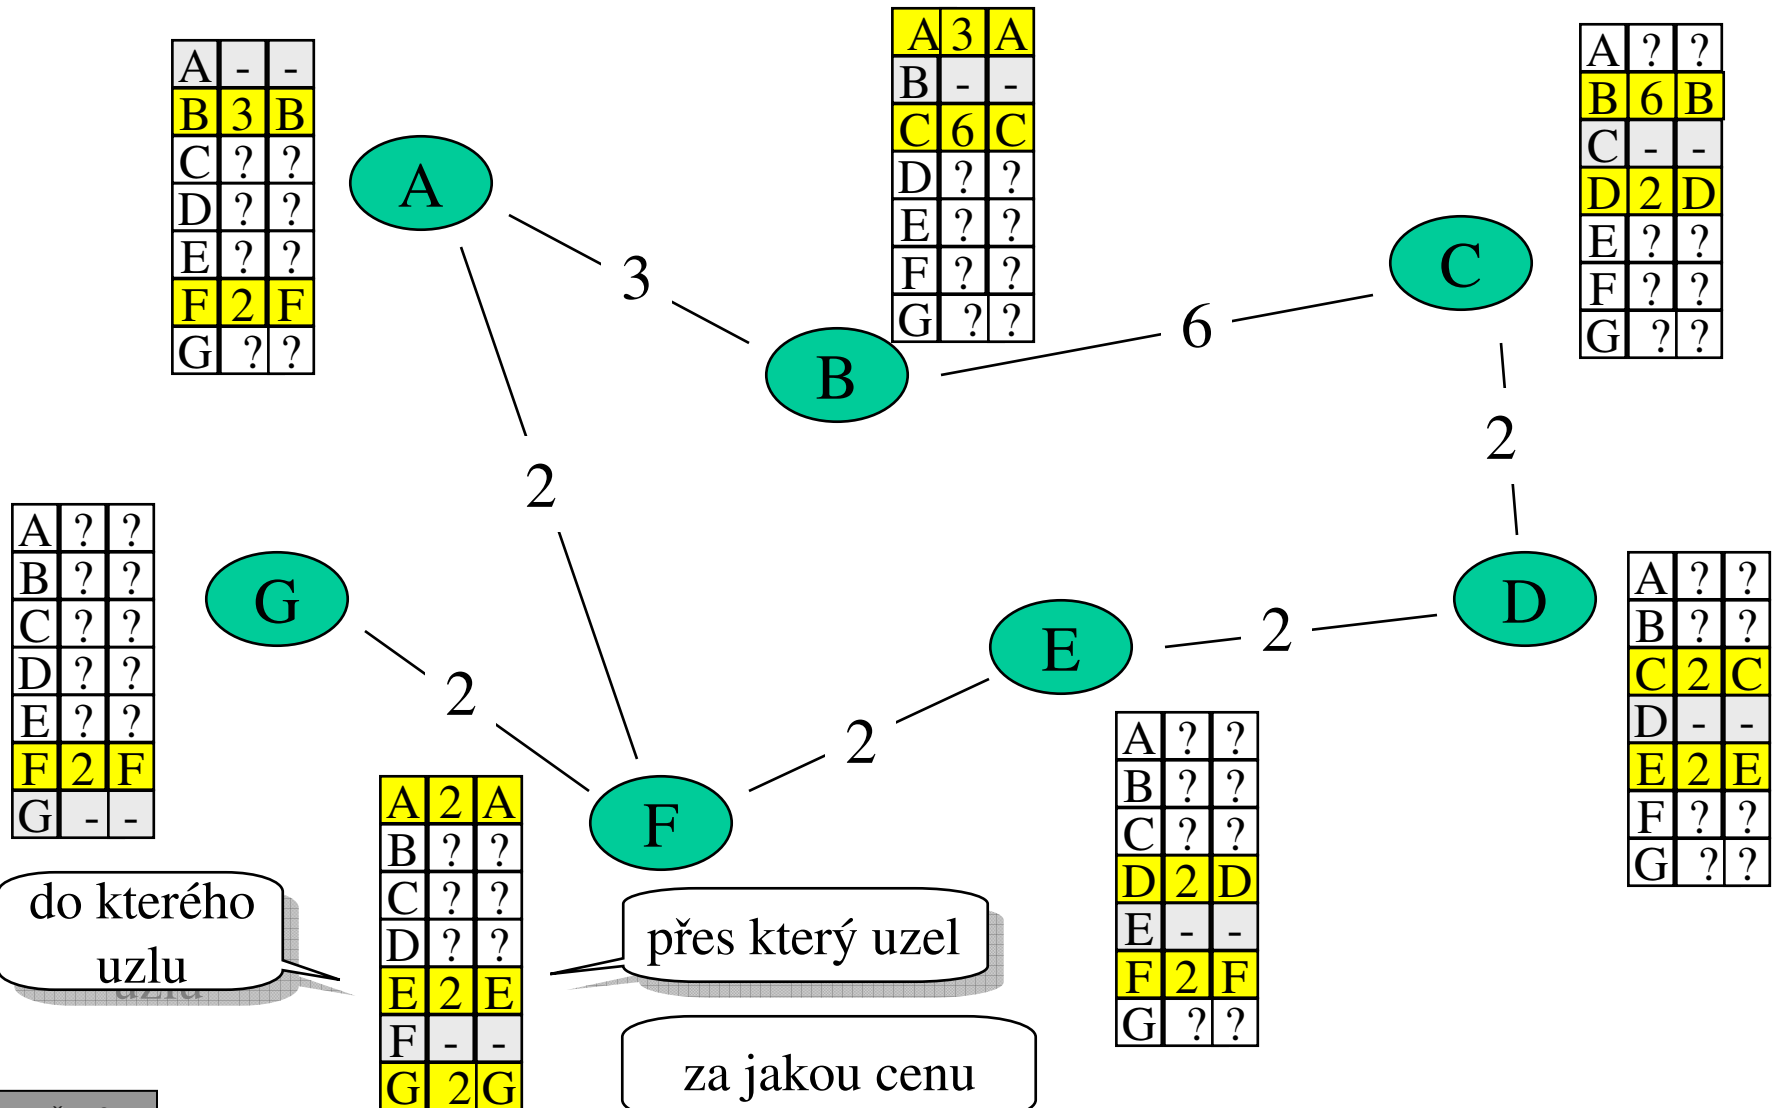 A - -
B 3 B
C ? ?
D ? ?
E ? ?
F 2 F
G ? ?
A 3 A
B - -
C 6 C
D ? ?
E ? ?
F ? ?
G ? ?
A ? ?
B 6 B
C - -
D 2 D
E ? ?
F ? ?
G ? ?
A
3
B
6
C
2
2
A ? ?
B ? ?
C ? ?
D ? ?
E ? ?
F 2 F
G - -
G
2
F
2
E
2
D
A ? ?
B ? ?
C 2 C
D - -
E 2 E
F ? ?
G ? ?
A ? ?
B ? ?
C ? ?
D 2 D
E - -
F 2 F
G ? ?
A 2 A
B ? ?
C ? ?
D ? ?
E 2 E
F - -
G 2 G
do kterého
uzlu
přes který uzel
za jakou cenu